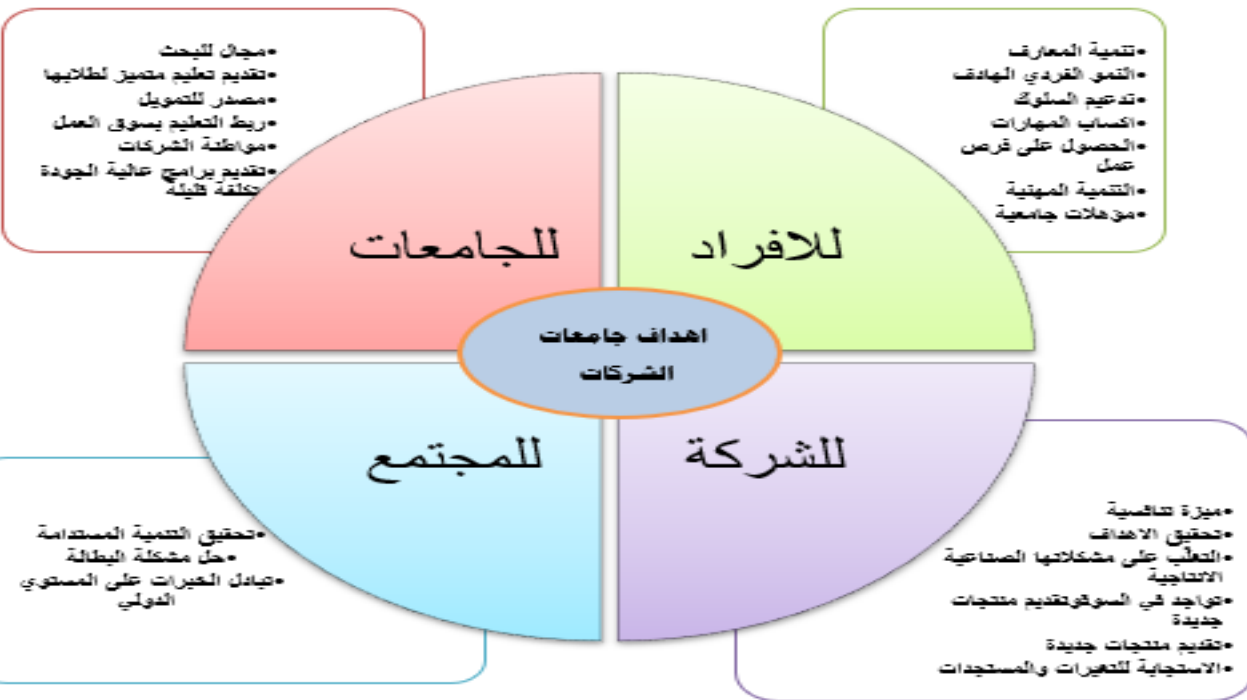 •تنمية المعارف
•النمو الفردي الهادف
•تدعيم السلوك
•اكساب المهارات
•الحصول على فرص
عمل
•التنمية المهنية
•مؤهلات جامعية
للافراد
•مجال للبحث
•تقديم تعليم متميز لطلابها
•مصدر للتمويل
•ربط التعليم بسوق العمل
•مواطنة الشركات
•تقديم برامج عالية الجودة
بتكلفة قليلة
للجامعات
اهداف جامعات
الشركات
للشركة
•ميزة تنافسية
•تحقيق الاهداف
•التغلّب على مشكلاتها الصناعية
الانتاجية
•تواجد في السوقوتقديم منتجات
جديدة
•تقديم منتجات جديدة
•الاستجابة للتغيرات والمستجدات
للمجتمع
•تحقيق التنمية المستدامة
•حل مشكلة البطالة
•تبادل الخبرات على المستوي
الدولي